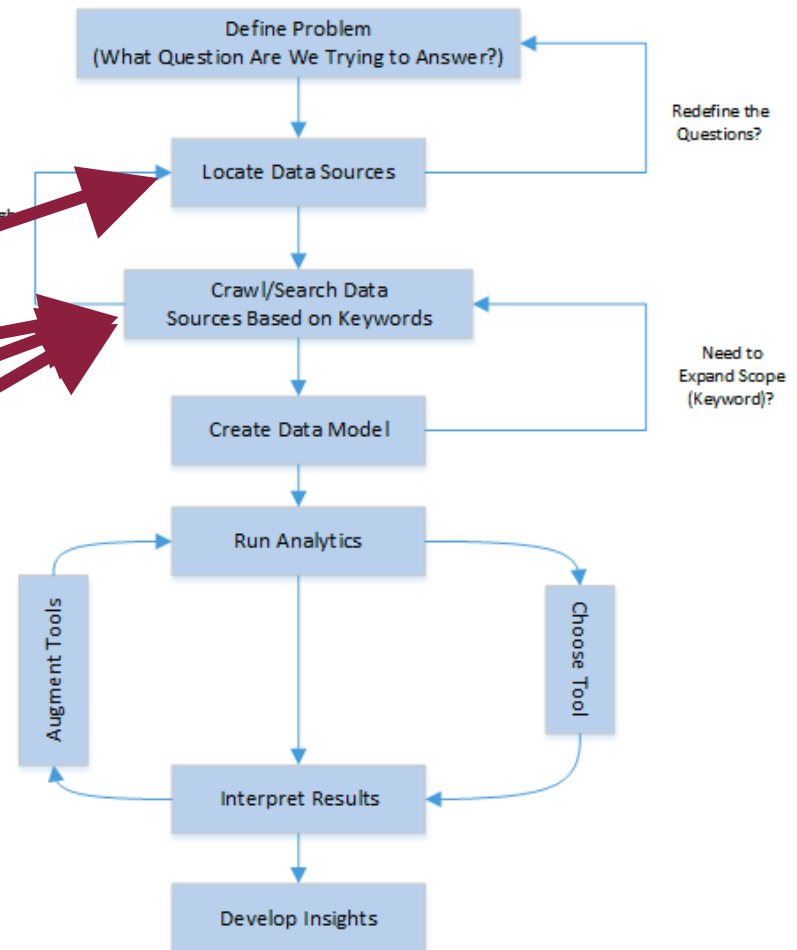 Define Problem
(What Question Are We Trying to Answer?)
Redefine the
Questions?
Locate Data Sources
Crawl/Search Data
Sources Based on Keywords
Need to
Expand Scope
(Keyword)?
Create Data Model
Run Analytics
Augment Tools
Choose Tool
Interpret Results
Develop Insights